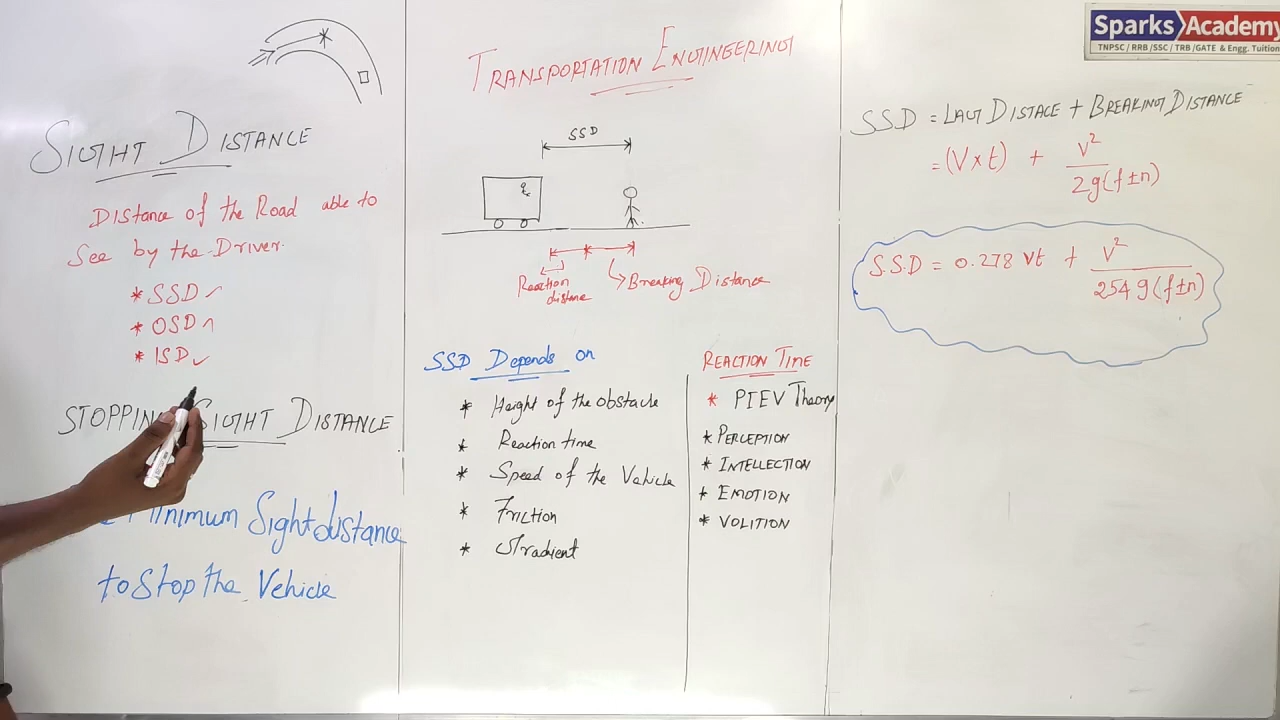 Sparks Academy
TNPSC / RRB / SSC / TRB / GATE & Engg. Tuition
TRANSPORTATION ENGINEERING
SIGHT DISTANCE
Distance of the Road able to
See by the Driver.
* SSD ✓
* OSD
* ISD ✓
STOPPING SIGHT DISTANCE
Minimum Sight distance
to Stop the Vehicle
SSD
Reaction
distane
Breaking Distance
SSD Depends on
* Height of the obstacle
* Reaction time
* Speed of the Vehicle
* Friction
* Gradient
REACTION TIME
* PIEV Theory
* PERCEPTION
* INTELLECTION
* EMOTION
* VOLITION
SSD = LAG DISTACE + BREAKING DISTANCE
= (V × t) + V² / 2g(f±n)
S.S.D = 0.278 Vt + V² / 254 g(f±n)